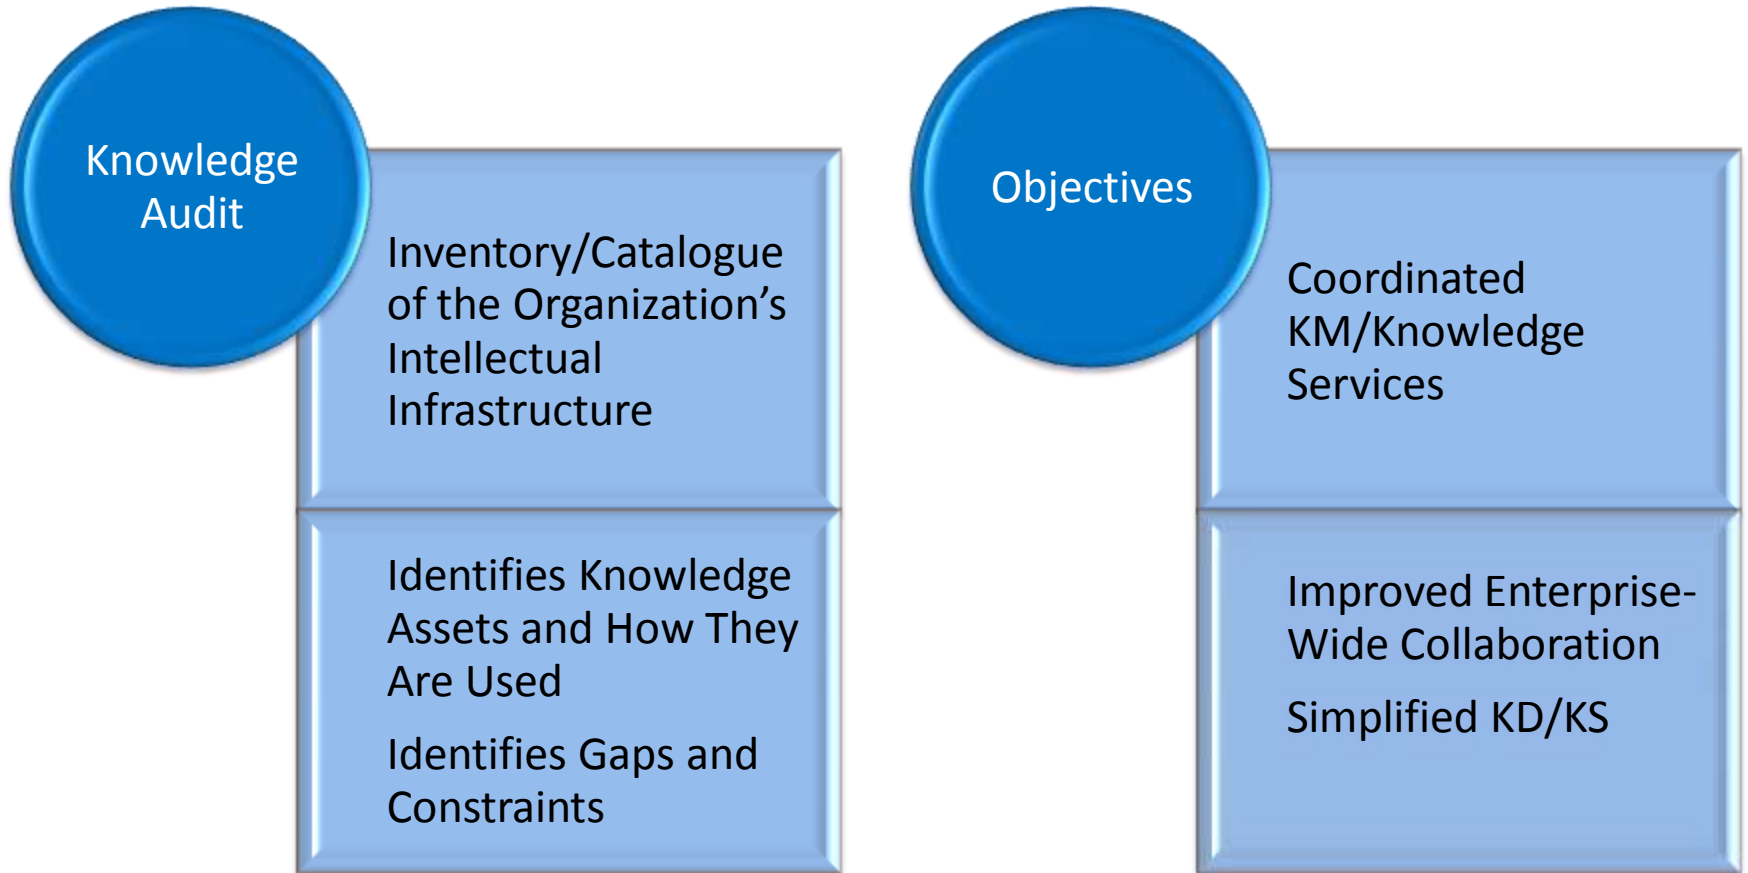 Knowledge
Audit
Inventory/Catalogue
of the Organization’s
Intellectual
Infrastructure
Identifies Knowledge
Assets and How They
Are Used
Identifies Gaps and
Constraints
Objectives
Coordinated
KM/Knowledge
Services
Improved Enterprise-
Wide Collaboration
Simplified KD/KS